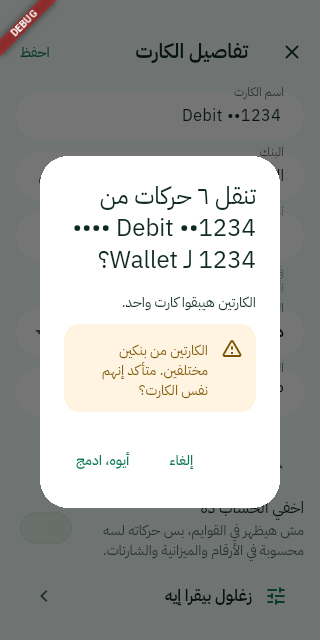 DEBUG
تفاصيل الكارت
احفظ
اسم الكارت
Debit ••1234
البنك
تنقل ٦ حركات من
Debit ••1234 ••••
1234 لـ Wallet؟
الكارتين هيبقوا كارت واحد.
الكارتين من بنكين
مختلفين. متأكد إنهم
نفس الكارت؟
إلغاء
أيوه، ادمج
اخفي الحساب ده
مش هيظهر في القوايم، بس حركاته لسه
محسوبة في الأرقام والميزانية والشارتات.
زغلول بيقرا إيه